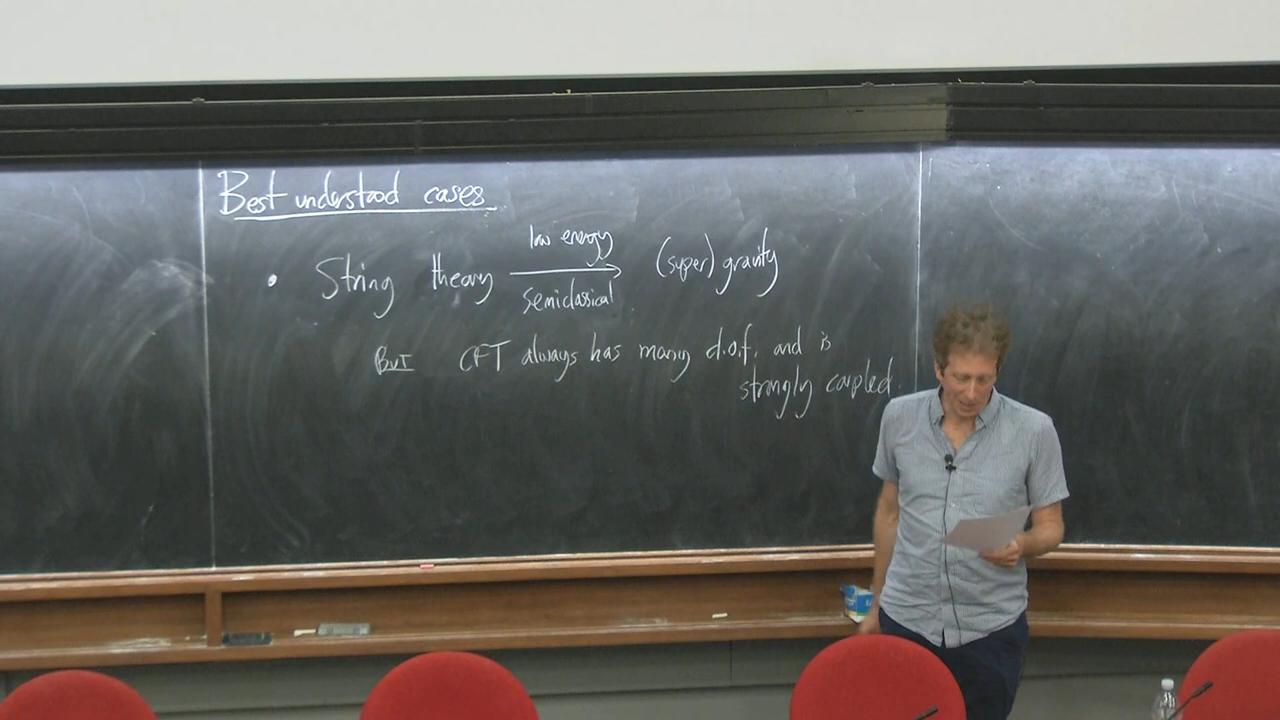 Best understood cases
• String theory low energy → semiclassical (super)gravity
BUT CFT always has many d.o.f. and is
strongly coupled.